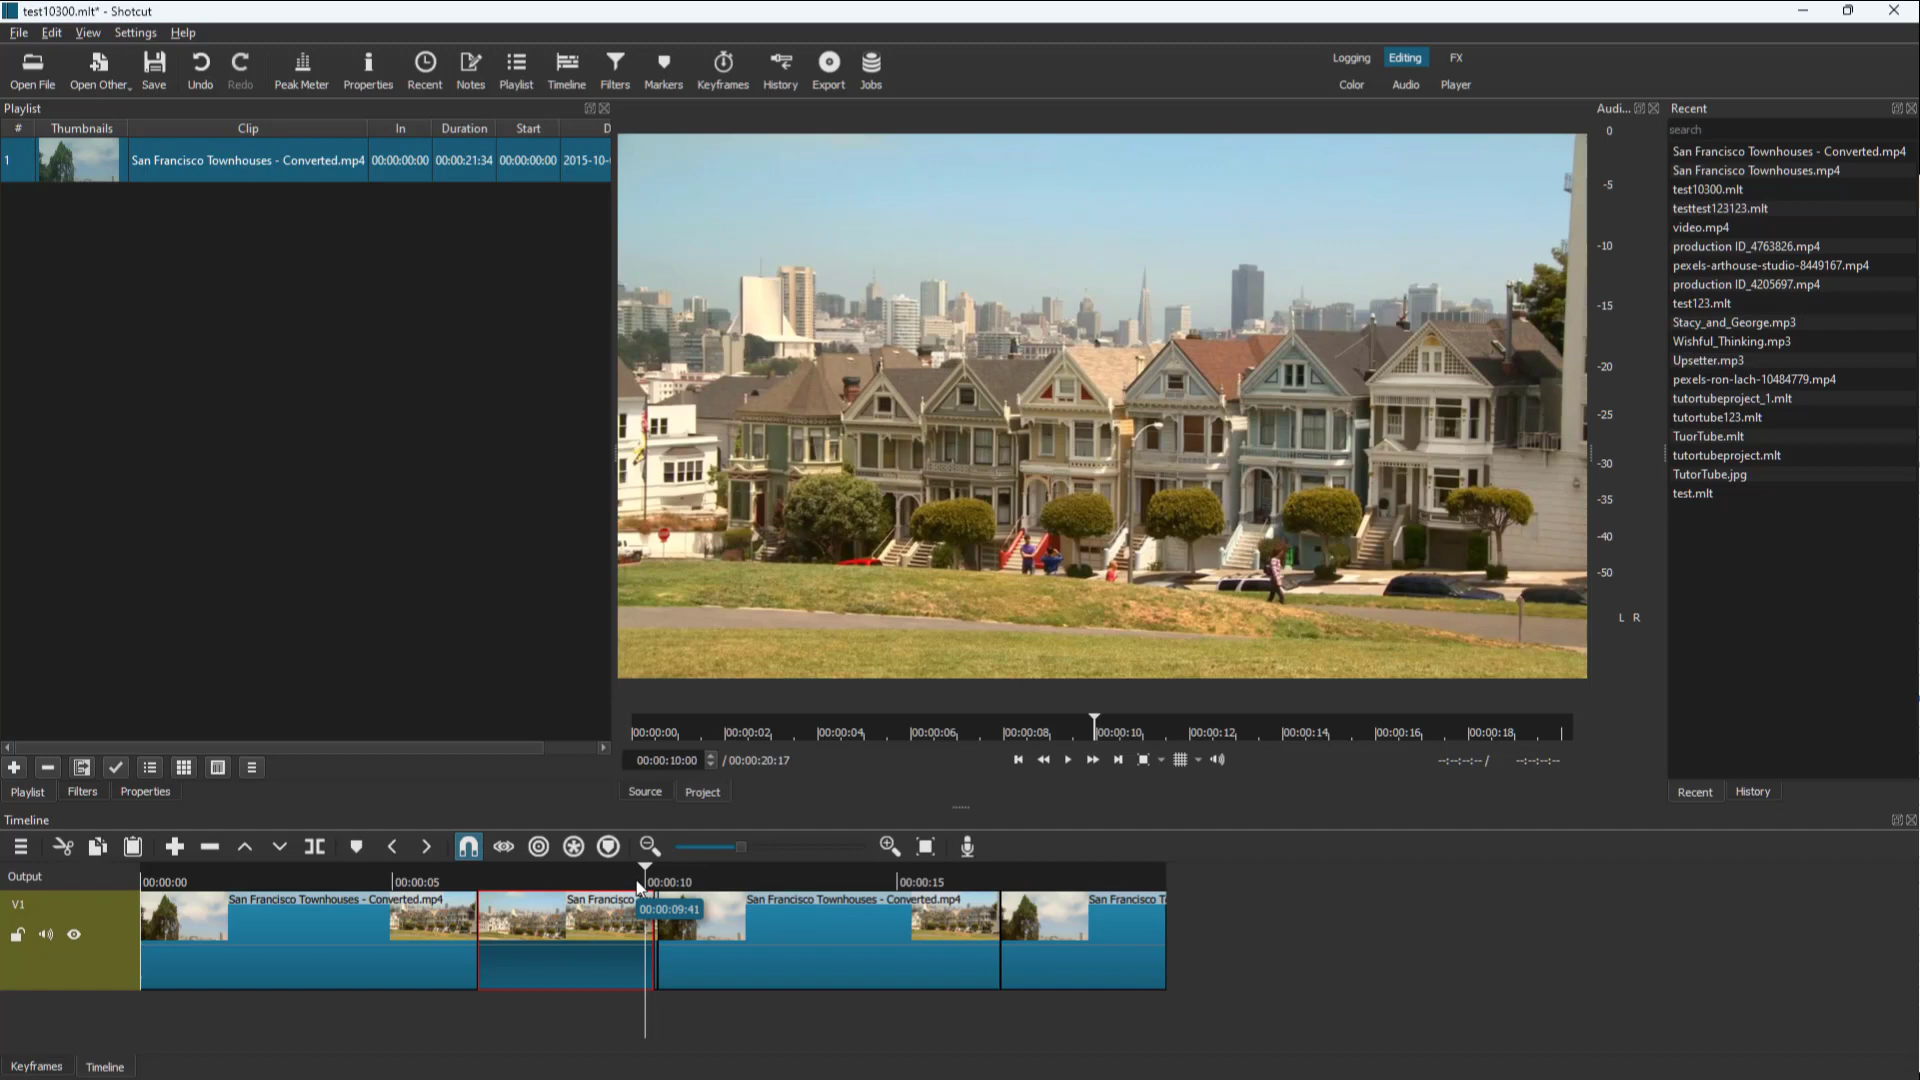 test10300.mlt* - Shotcut
File Edit View Settings Help
Open File Open Other... Save Undo Redo Peak Meter Properties Recent Notes Playlist Timeline Filters Markers Keyframes History Export Jobs
Logging Editing FX
Color Audio Player
Playlist
# Thumbnails Clip In Duration Start D
1 San Francisco Townhouses - Converted.mp4 00:00:00:00 00:00:21:34 00:00:00:00 2015-10-
Audi...
0
-5
-10
-15
-20
-25
-30
-35
-40
-50
L R
Recent
search
San Francisco Townhouses - Converted.mp4
San Francisco Townhouses.mp4
test10300.mlt
testtest123123.mlt
video.mp4
production ID_4763826.mp4
pexels-arthouse-studio-8449167.mp4
production ID_4205697.mp4
test123.mlt
Stacy_and_George.mp3
Wishful_Thinking.mp3
Upsetter.mp3
pexels-ron-lach-10484779.mp4
tutortubeproject_1.mlt
tutortube123.mlt
TuorTube.mlt
tutortubeproject.mlt
TutorTube.jpg
test.mlt
00:00:00 00:00:02 00:00:04 00:00:06 00:00:08 00:00:10 00:00:12 00:00:14 00:00:16 00:00:18
00:00:10:00 / 00:00:20:17
--:--:--:-- / --:--:--:--
Playlist Filters Properties
Source Project
Recent History
Timeline
Output
00:00:00 00:00:05 00:00:10 00:00:15
V1
San Francisco Townhouses - Converted.mp4 San Francisco San Francisco Townhouses - Converted.mp4 San Francisco T
00:00:09:41
Keyframes Timeline